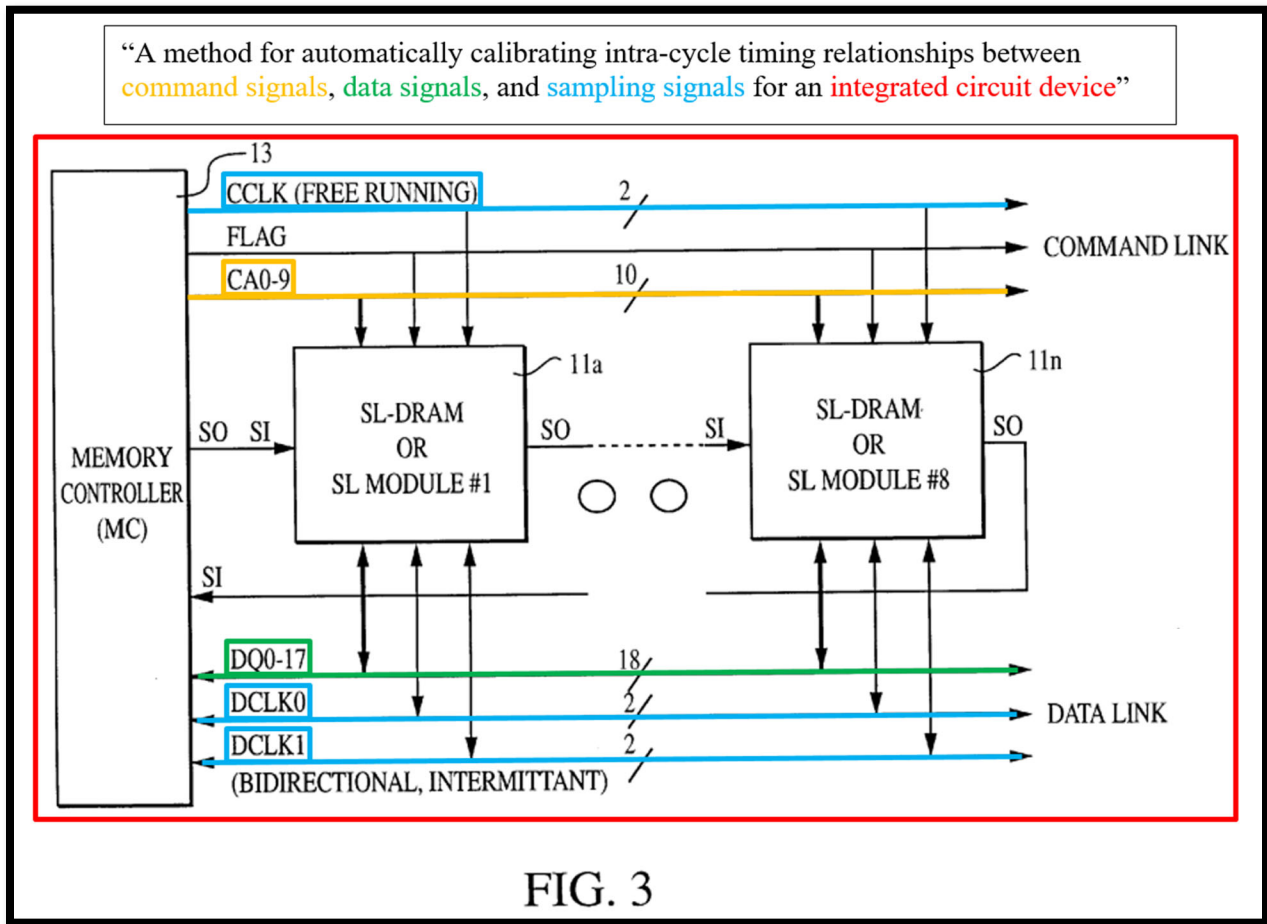 “A method for automatically calibrating intra-cycle timing relationships between
command signals, data signals, and sampling signals for an integrated circuit device”
13
CCLK (FREE RUNNING)
2
FLAG
COMMAND LINK
CA0-9
10
11a
11n
SL-DRAM
OR
SL MODULE #1
SL-DRAM
OR
SL MODULE #8
SO SI
SO
SI
SO
MEMORY
CONTROLLER
(MC)
SI
DQ0-17
18
DCLK0
2
DATA LINK
DCLK1
2
(BIDIRECTIONAL, INTERMITTANT)
FIG. 3